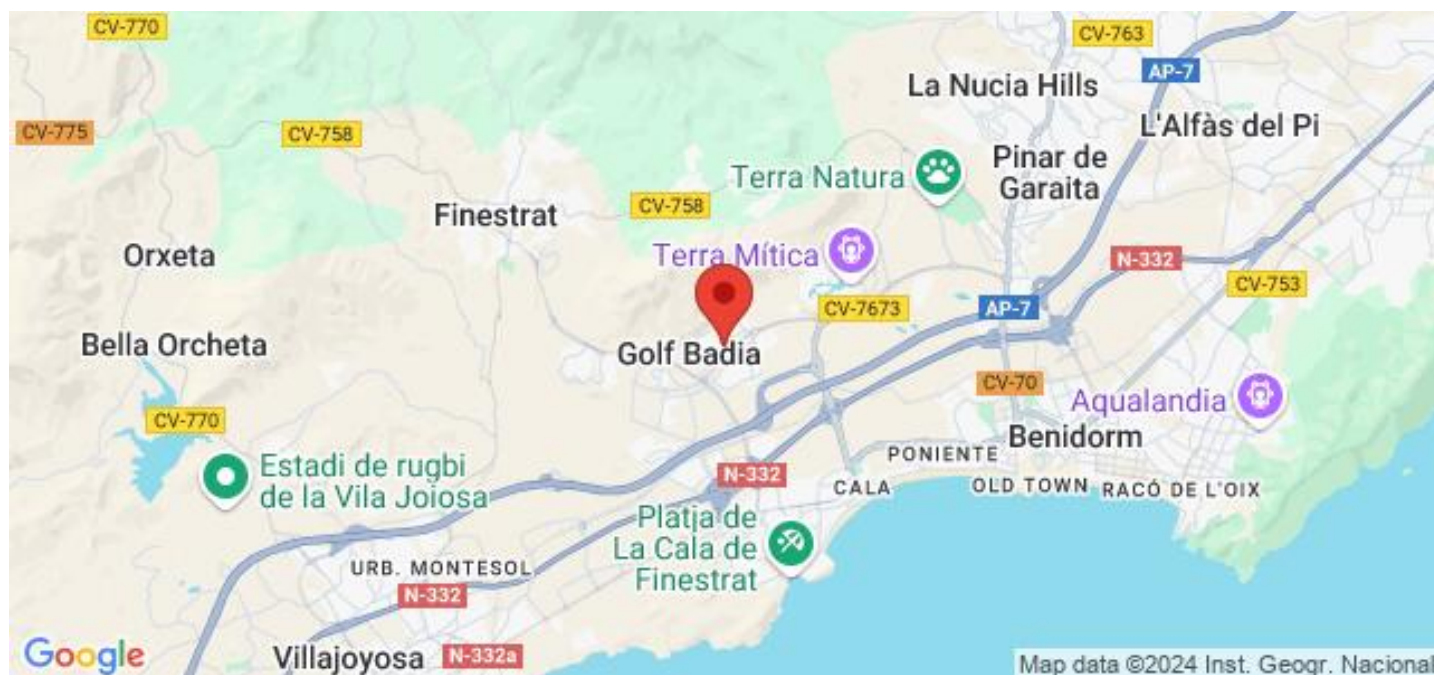 CV-770
CV-763
AP-7
La Nucia Hills
CV-775
CV-758
L'Alfàs del Pi
Pinar de
Garaita
Terra Natura
CV-758
Finestrat
Orxeta
Terra Mítica
N-332
CV-753
CV-7673
AP-7
Bella Orcheta
Golf Badia
CV-70
Aqualandia
CV-770
Benidorm
PONIENTE
Estadi de rugbi
de la Vila Joiosa
N-332
CALA
OLD TOWN
RACÓ DE L'OIX
Platja de
La Cala de
Finestrat
URB. MONTESOL
N-332
Villajoyosa
N-332a
Google
Map data ©2024 Inst. Geogr. Nacional